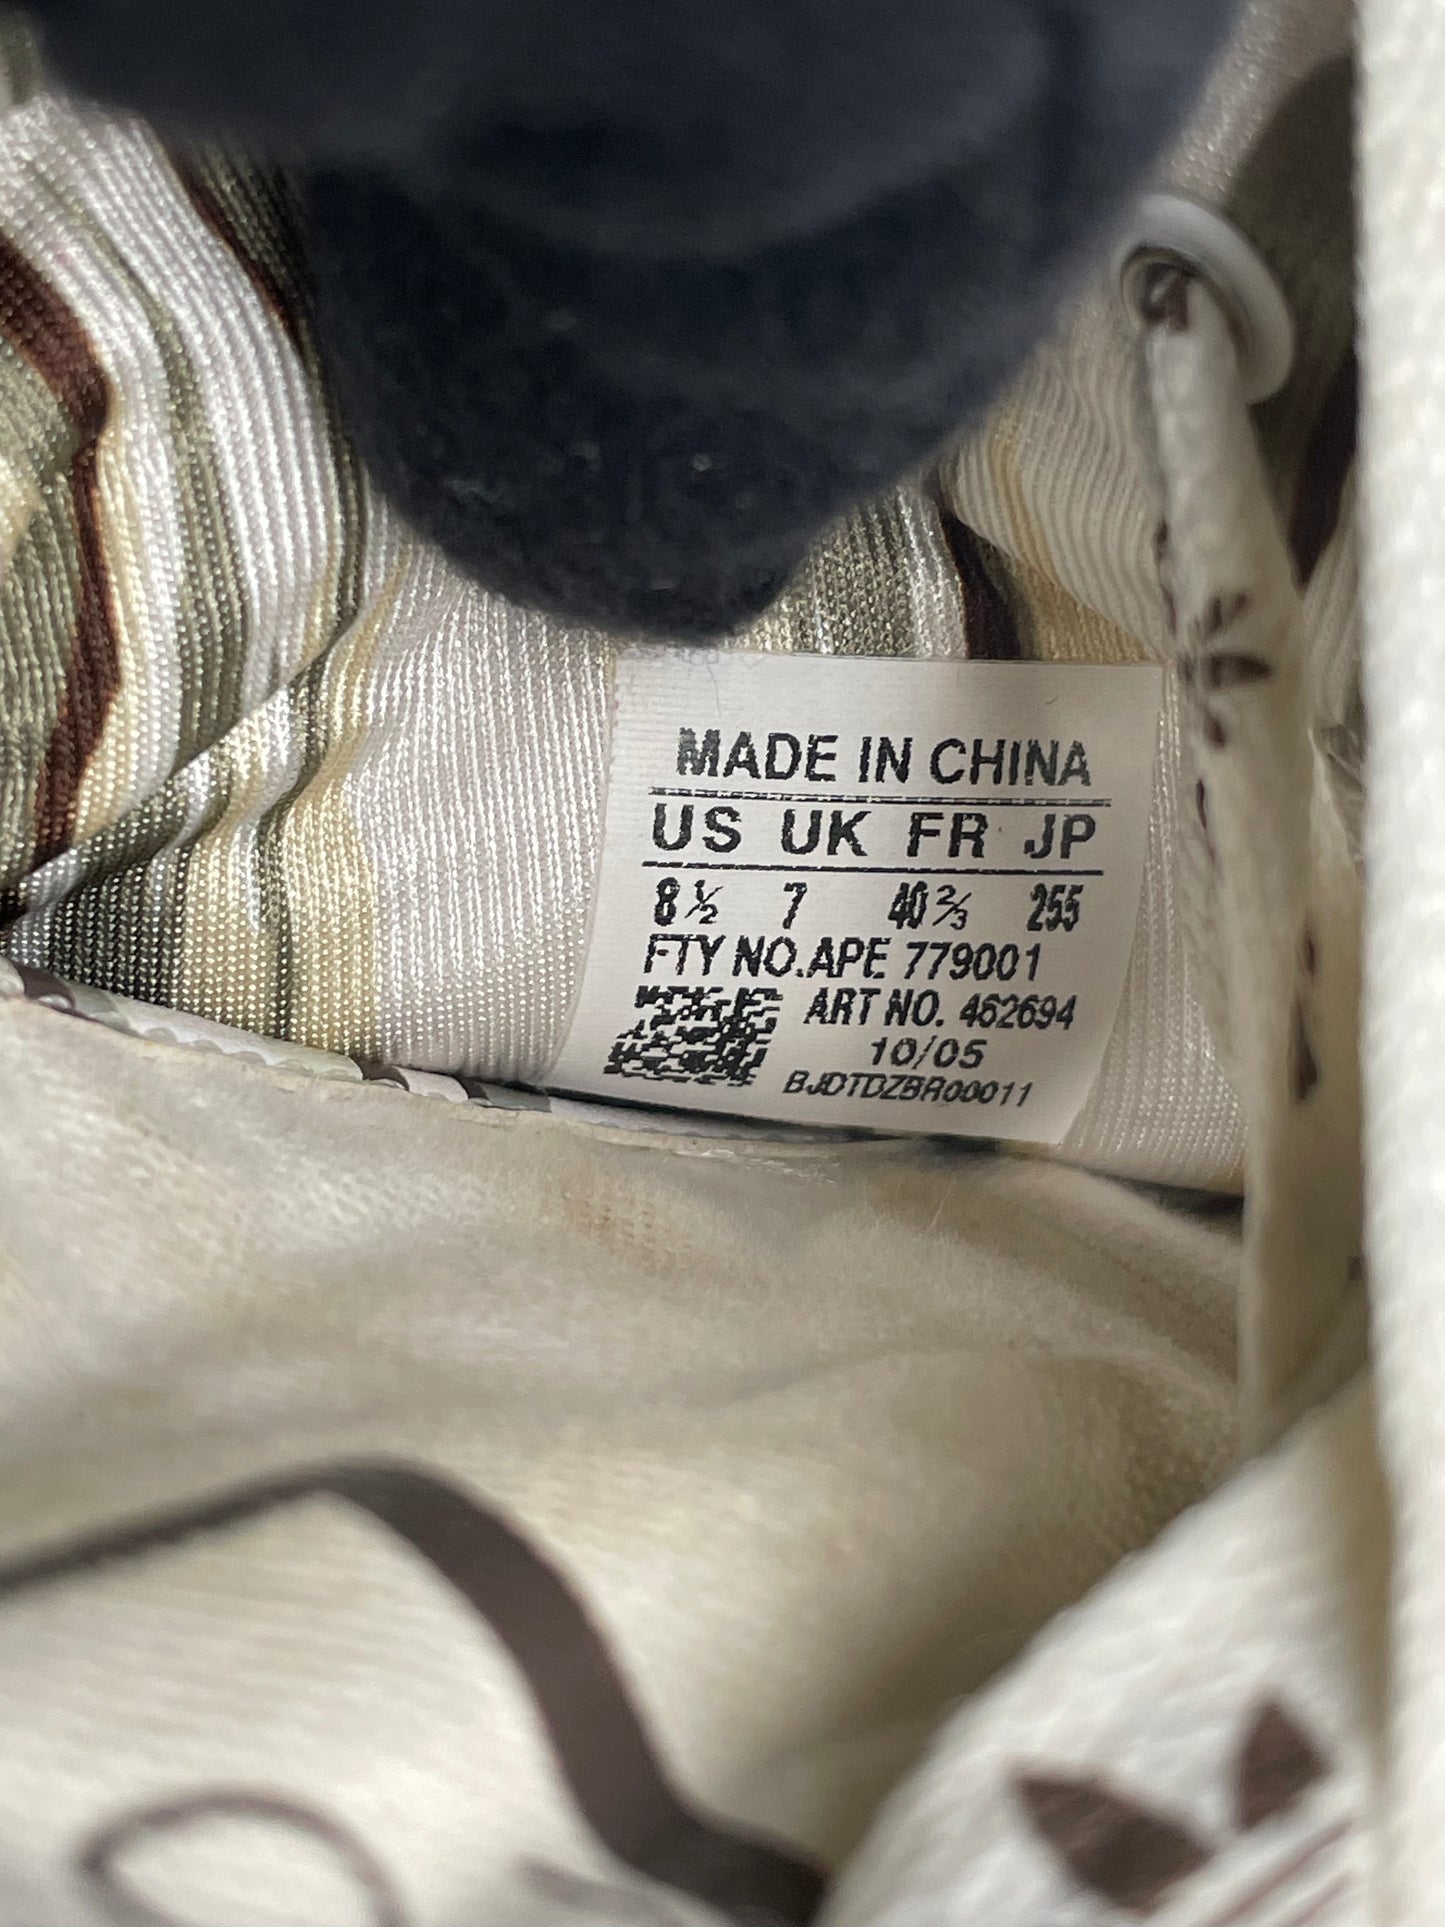 MADE IN CHINA
US UK FR JP
8½ 7 40⅔ 255
FTY NO.APE 779001
ART NO. 462694
10/05
BJDTDZBR00011